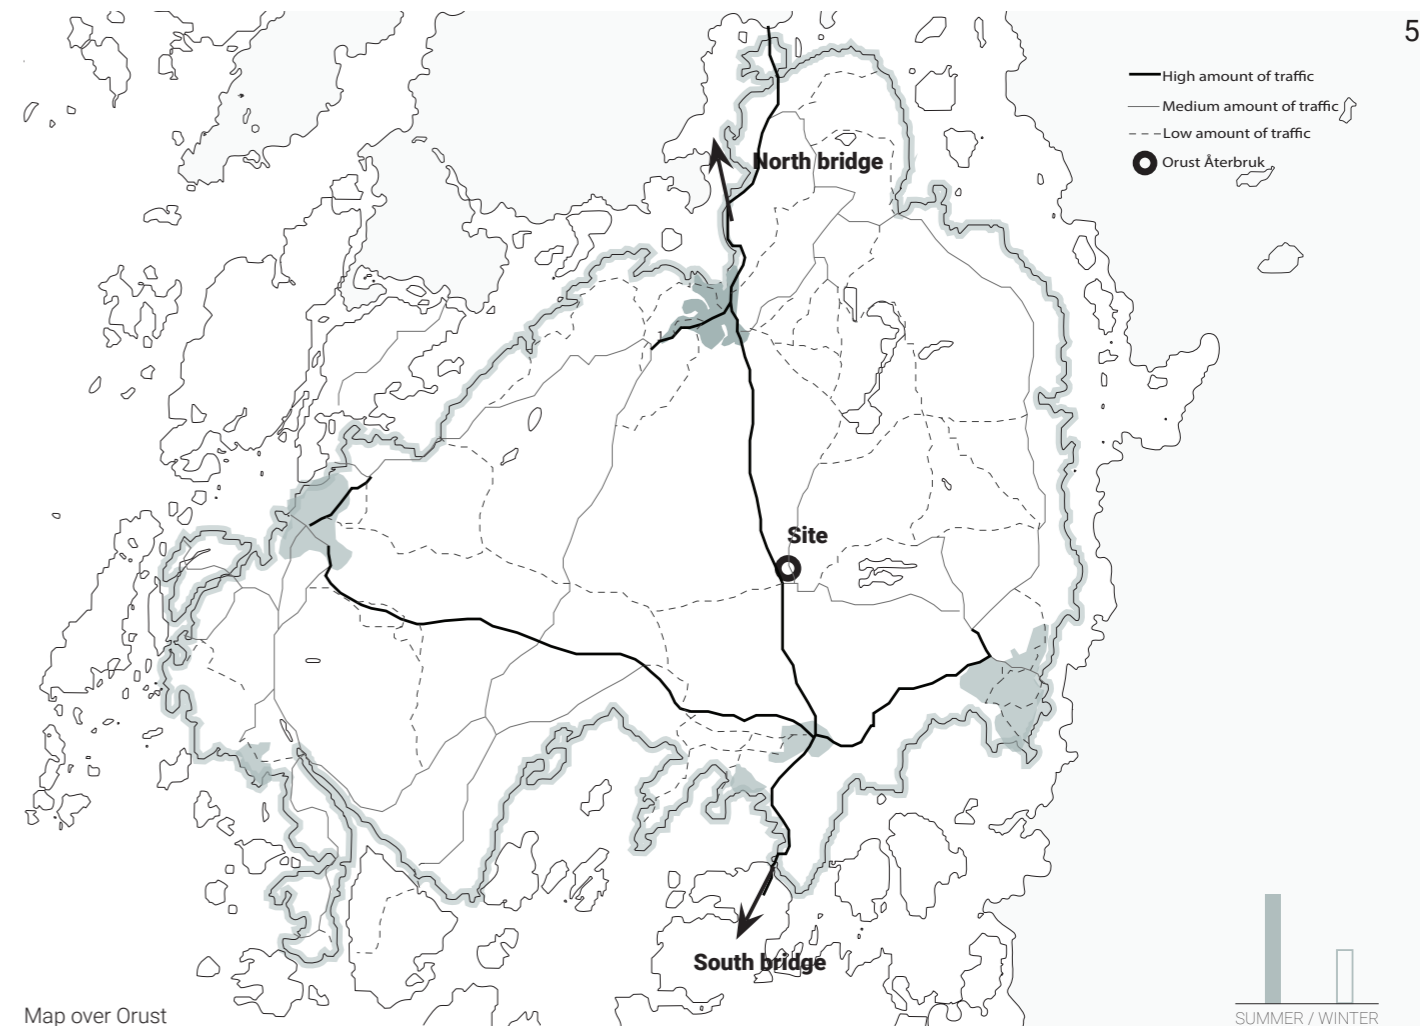 5
High amount of traffic
Medium amount of traffic
Low amount of traffic
Orust Återbruk
North bridge
Site
South bridge
Map over Orust
SUMMER / WINTER